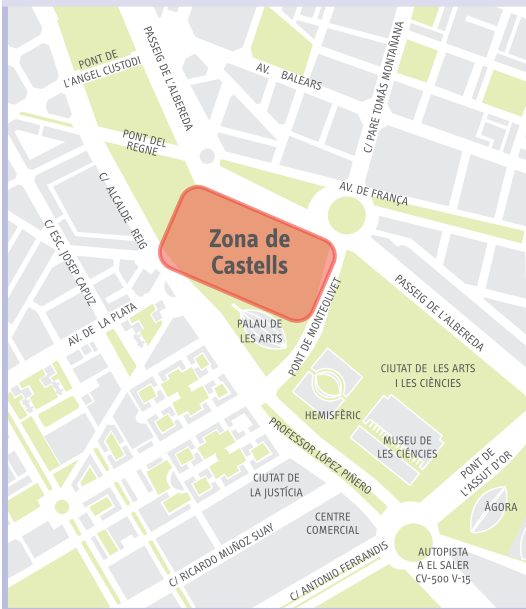 PONT DE
L'ANGEL CUSTODI
PASSEIG DE L'ALBEREDA
AV. BALEARS
C/ PARE TOMÁS MONTAÑANA
PONT DEL
REGNE
C/ ALCALDE REIG
AV. DE FRANÇA
C/ ESC. JOSEP CAPUZ
Zona de
Castells
AV. DE LA PLATA
PALAU DE
LES ARTS
PONT DE MONTEOLIVET
PASSEIG DE L'ALBEREDA
CIUTAT DE LES ARTS
I LES CIÈNCIES
HEMISFÈRIC
MUSEU DE
LES CIÈNCIES
PROFESSOR LÓPEZ PIÑERO
PONT DE
L'ASSUT D'OR
CIUTAT DE
LA JUSTÍCIA
ÀGORA
CENTRE
COMERCIAL
C/ RICARDO MUÑOZ SUAY
C/ ANTONIO FERRANDIS
AUTOPISTA
A EL SALER
CV-500 V-15